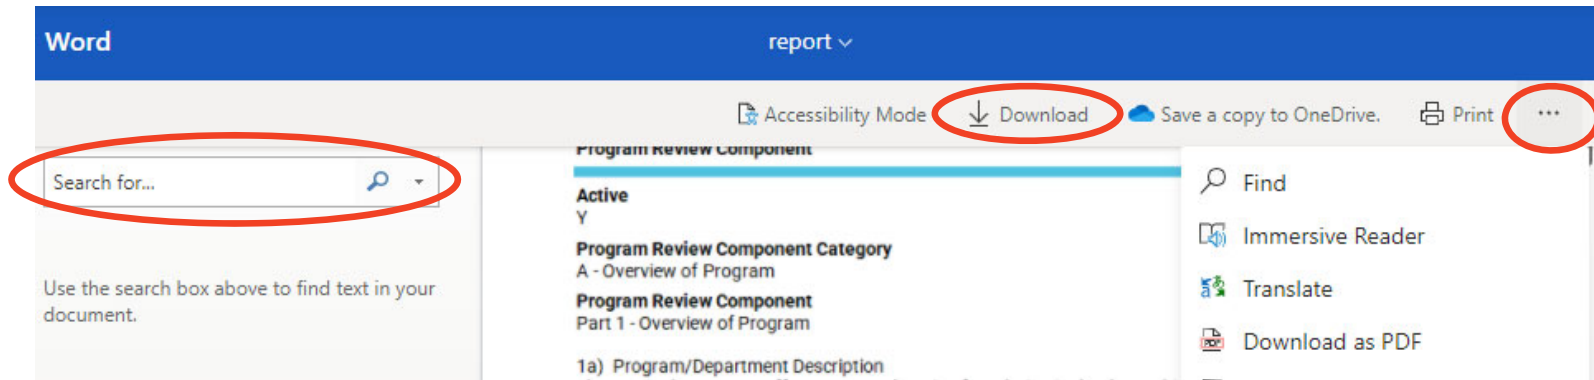 Word
report
Accessibility Mode
Download
Save a copy to OneDrive.
Print
...
Search for...
Use the search box above to find text in your
document.
Program Review Component
Active
Y
Program Review Component Category
A - Overview of Program
Program Review Component
Part 1 - Overview of Program
1a) Program/Department Description
Find
Immersive Reader
Translate
PDF
Download as PDF